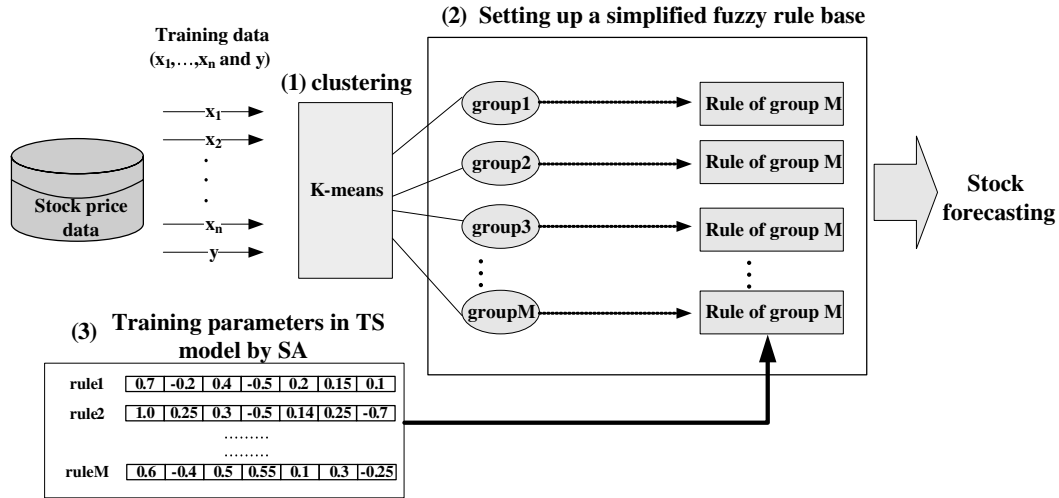 (2) Setting up a simplified fuzzy rule base
Training data
(x1,…,xn and y)
(1) clustering
x1
x2
.
.
.
.
xn
y
Stock price
data
K-means
group1
Rule of group M
group2
Rule of group M
group3
Rule of group M
groupM
Rule of group M
Stock
forecasting
(3) Training parameters in TS
model by SA
rule1 0.7 -0.2 0.4 -0.5 0.2 0.15 0.1
rule2 1.0 0.25 0.3 -0.5 0.14 0.25 -0.7
.........
.........
ruleM 0.6 -0.4 0.5 0.55 0.1 0.3 -0.25